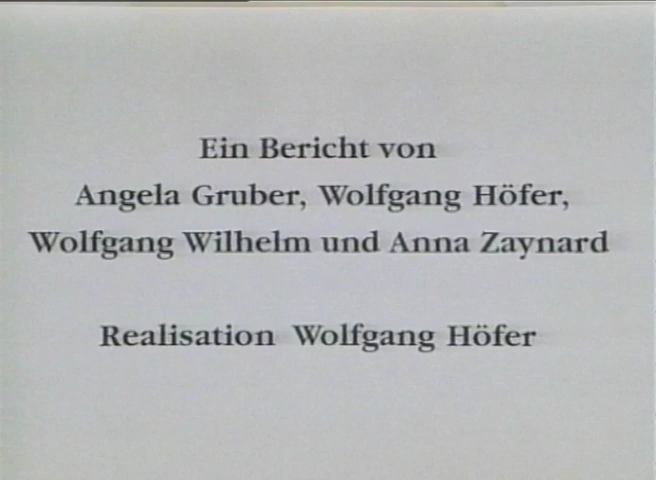 Ein Bericht von
Angela Gruber, Wolfgang Höfer,
Wolfgang Wilhelm und Anna Zaynard
Realisation Wolfgang Höfer